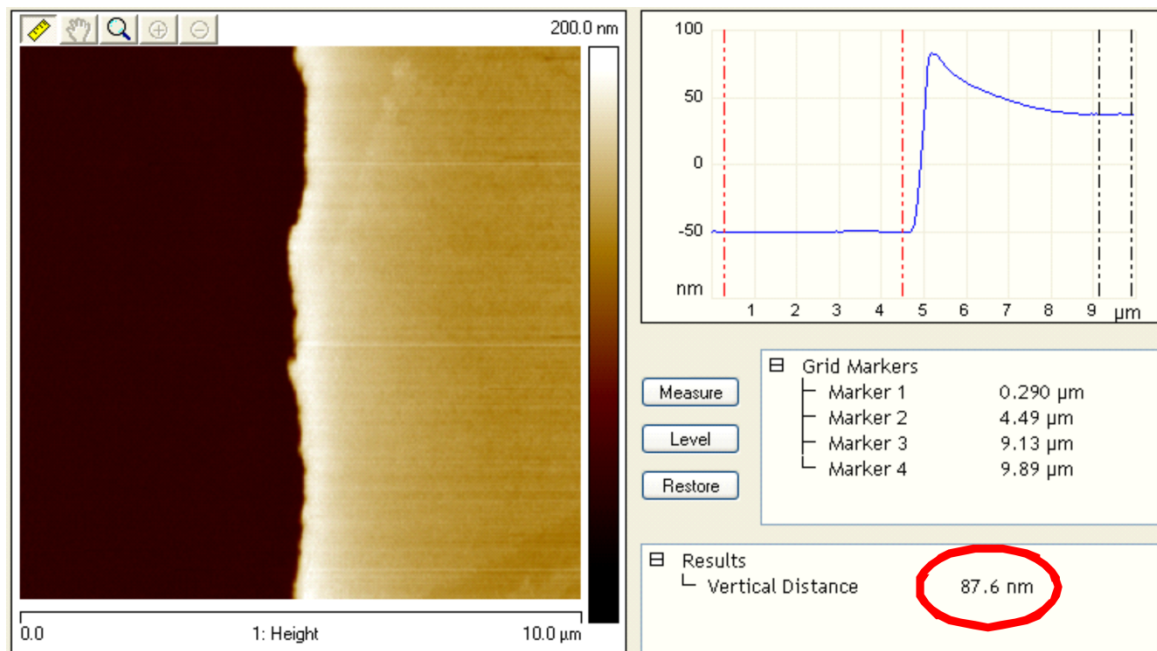 200.0 nm
0.0 1: Height 10.0 µm
100
50
0
-50
nm
1 2 3 4 5 6 7 8 9 µm
Measure
Level
Restore
Grid Markers
Marker 1 0.290 µm
Marker 2 4.49 µm
Marker 3 9.13 µm
Marker 4 9.89 µm
Results
Vertical Distance 87.6 nm